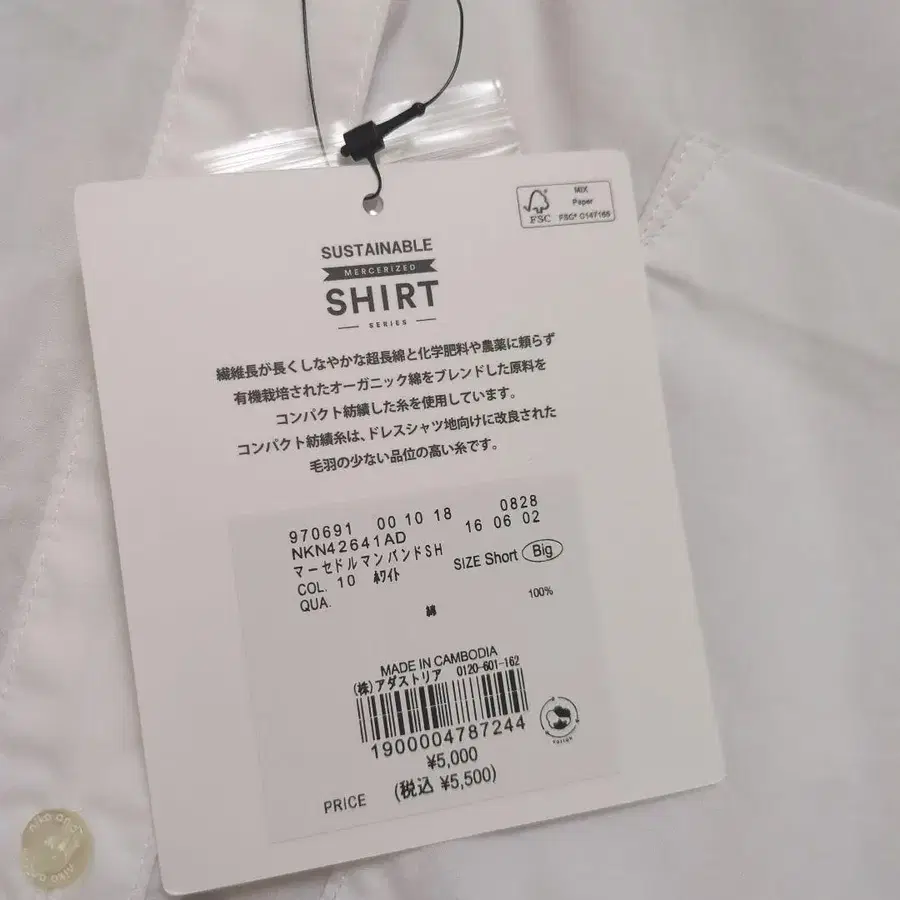 MIX
Paper
FSC
FSC® C147166
SUSTAINABLE
MERCERIZED
SHIRT
SERIES
繊維長が長くしなやかな超長綿と化学肥料や農薬に頼らず
有機栽培されたオーガニック綿をブレンドした原料を
コンパクト紡績した糸を使用しています。
コンパクト紡績糸は、ドレスシャツ地向けに改良された
毛羽の少ない品位の高い糸です。
970691 00 10 18 0828
NKN42641AD 16 06 02
マーセドルマンバンドSH
SIZE Short Big
COL. 10 ホワイト
QUA.
綿 100%
MADE IN CAMBODIA
(株)アダストリア 0120-601-162
1900004787244
¥5,000
PRICE (税込 ¥5,500)
niko and